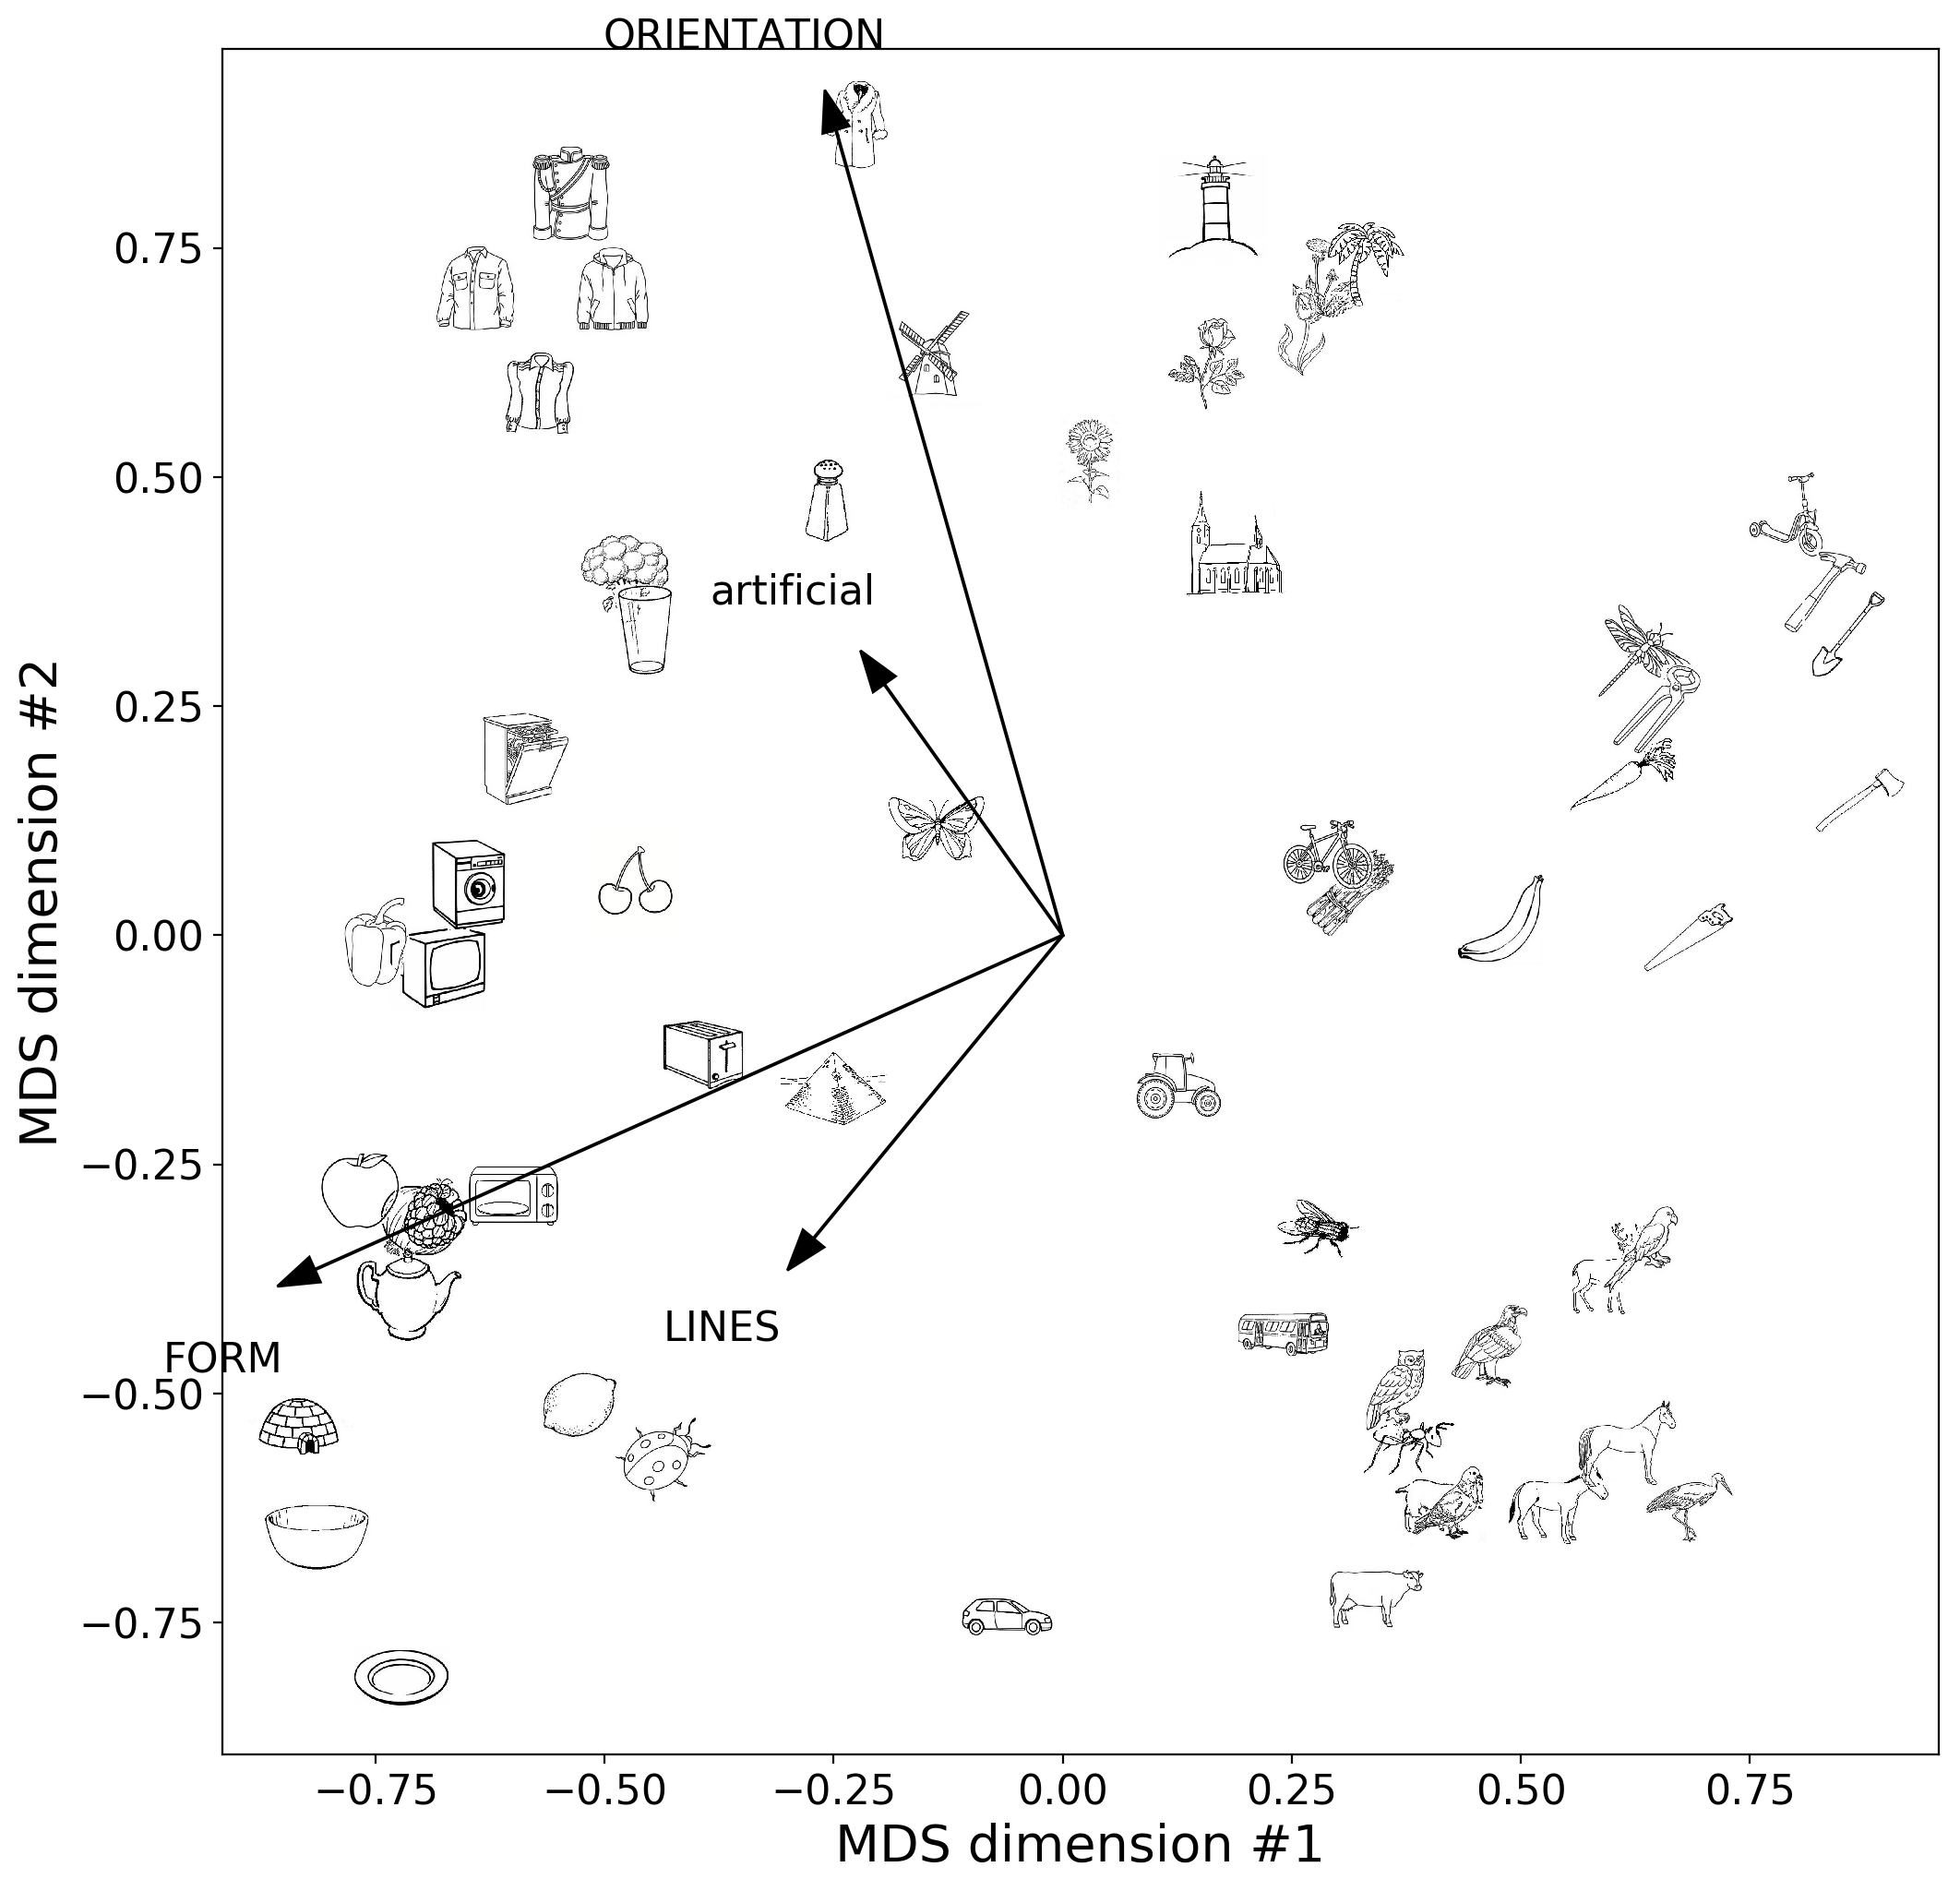 ORIENTATION
0.75
0.50
artificial
MDS dimension #2
0.25
0.00
−0.25
LINES
FORM
−0.50
−0.75
−0.75 −0.50 −0.25 0.00 0.25 0.50 0.75
MDS dimension #1